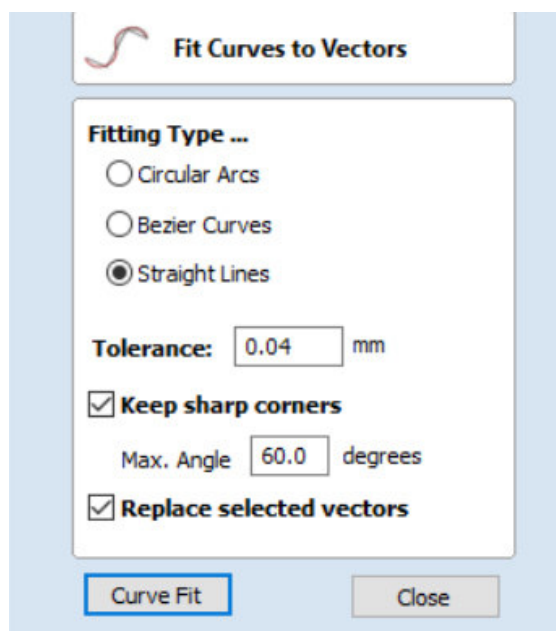 Fit Curves to Vectors
Fitting Type ...
Circular Arcs
Bezier Curves
Straight Lines
Tolerance: 0.04 mm
Keep sharp corners
Max. Angle 60.0 degrees
Replace selected vectors
Curve Fit Close